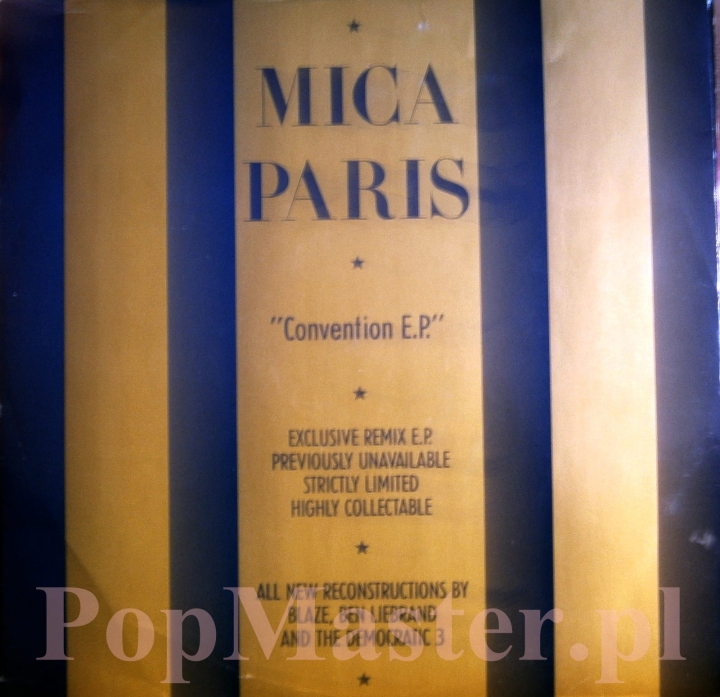 MICA
PARIS
"Convention E.P."
EXCLUSIVE REMIX E.P.
PREVIOUSLY UNAVAILABLE
STRICTLY LIMITED
HIGHLY COLLECTABLE
ALL NEW RECONSTRUCTIONS BY
BLAZE, BEN LIEBRAND
AND THE DEMOCRATIC 3
PopMaster.pl